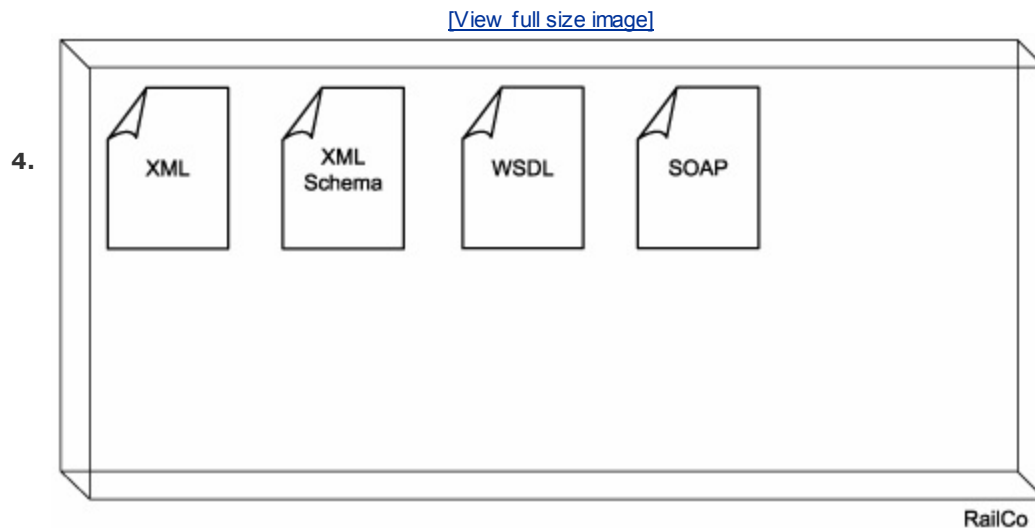 [View full size image]
4.
XML
XML
Schema
WSDL
SOAP
RailCo